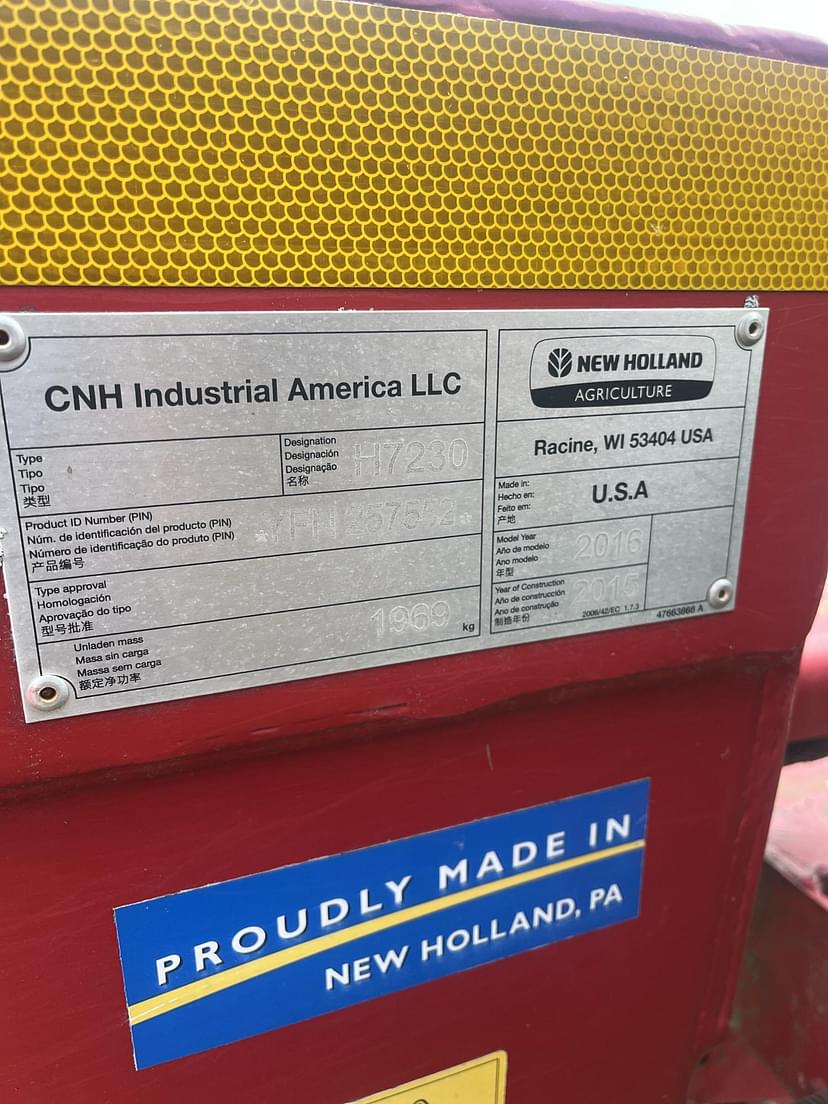 CNH Industrial America LLC
Type
Tipo
Tipo
类型
Designation
Designación
Designação
名称
H7230
Product ID Number (PIN)
Núm. de identificación del producto (PIN)
Número de identificação do produto (PIN)
产品编号
Type approval
Homologación
Aprovação do tipo
型号批准
Unladen mass
Masa sin carga
Massa sem carga
额定净功率
1969
kg
NEW HOLLAND
AGRICULTURE
Racine, WI 53404 USA
Made in:
Hecho en:
Feito em:
产地
U.S.A
Model Year
Año de modelo
Ano modelo
年型
2016
Year of Construction
Año de construcción
Ano de construção
制造年份
2015
2006/42/EC 1.7.3
47663868 A
PROUDLY MADE IN
NEW HOLLAND, PA